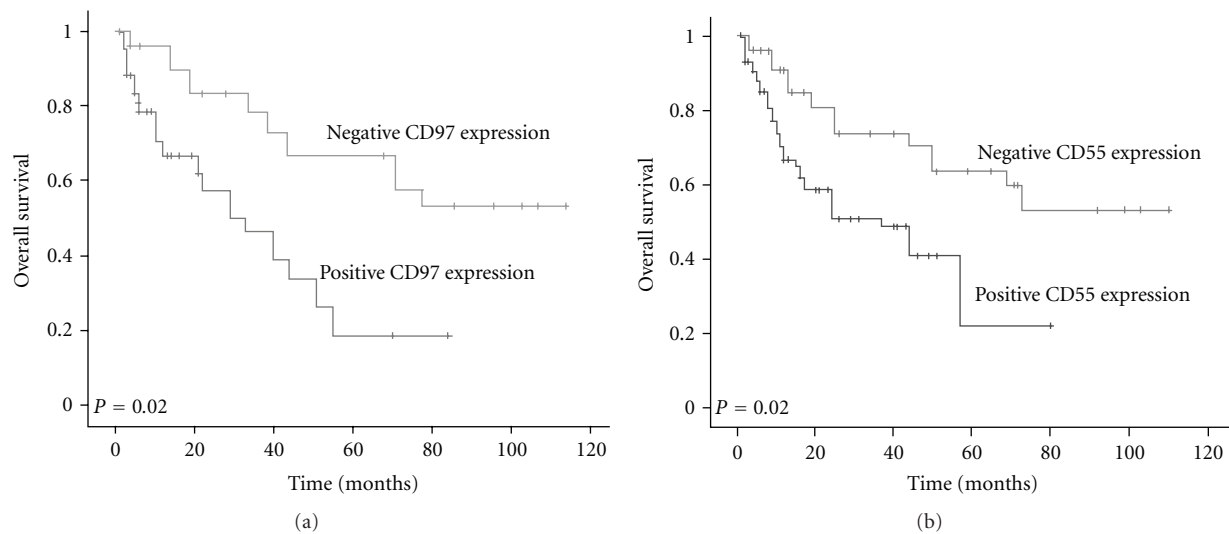 1
0.8
0.6
0.4
0.2
0
Overall survival
Negative CD97 expression
Positive CD97 expression
P = 0.02
0 20 40 60 80 100 120
Time (months)
(a)
1
0.8
0.6
0.4
0.2
0
Overall survival
Negative CD55 expression
Positive CD55 expression
P = 0.02
0 20 40 60 80 100 120
Time (months)
(b)